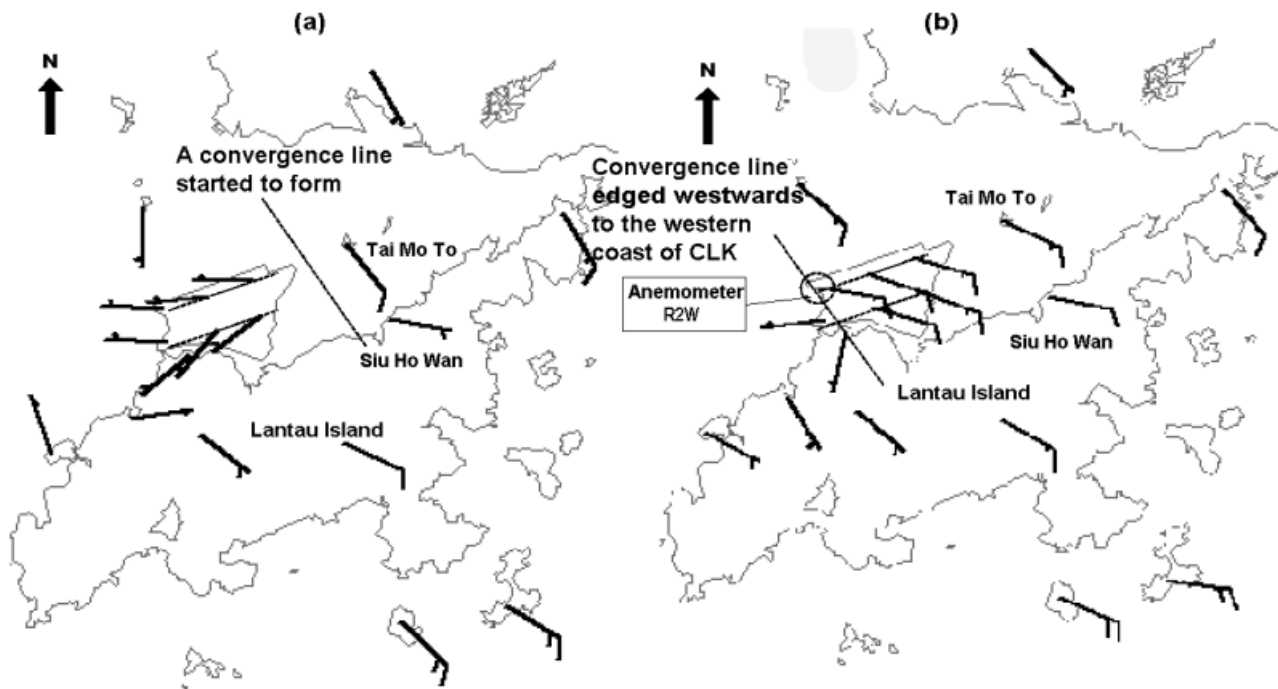 (a)
N
A convergence line
started to form
Tai Mo To
Siu Ho Wan
Lantau Island
(b)
N
Convergence line
edged westwards
to the western
coast of CLK
Tai Mo To
Anemometer
R2W
Siu Ho Wan
Lantau Island